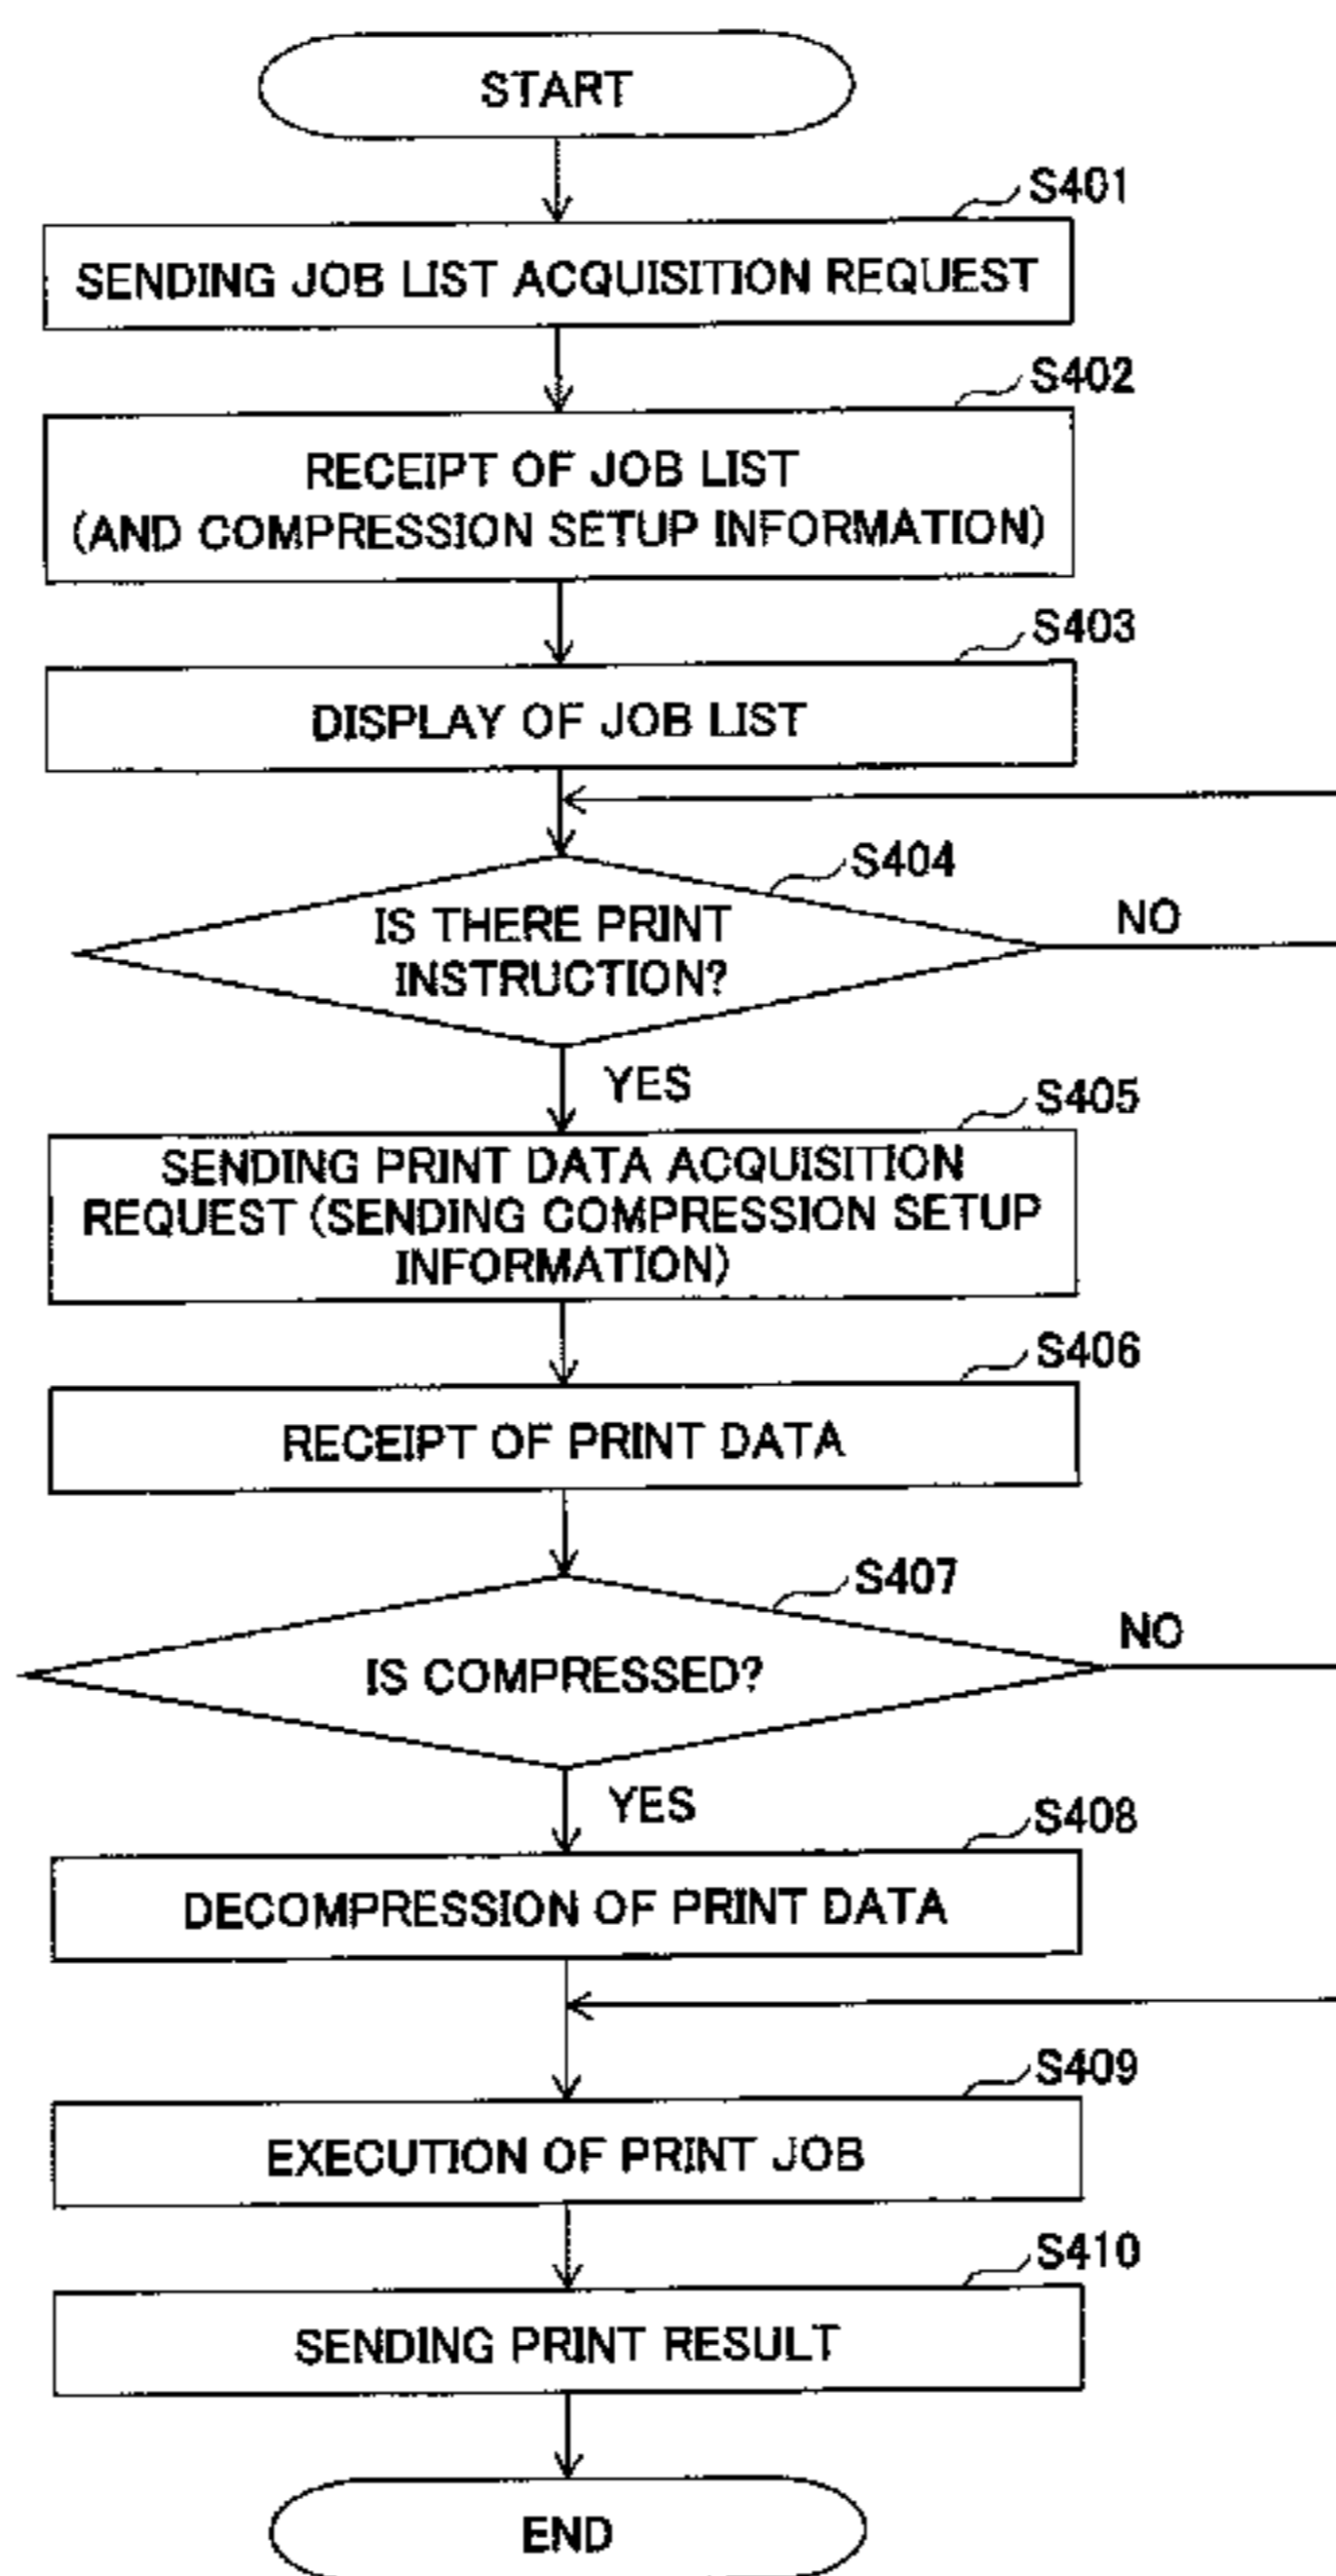 START
S401
SENDING JOB LIST ACQUISITION REQUEST
S402
RECEIPT OF JOB LIST
(AND COMPRESSION SETUP INFORMATION)
S403
DISPLAY OF JOB LIST
S404
IS THERE PRINT
INSTRUCTION?
NO
YES
S405
SENDING PRINT DATA ACQUISITION
REQUEST (SENDING COMPRESSION SETUP
INFORMATION)
S406
RECEIPT OF PRINT DATA
S407
IS COMPRESSED?
NO
YES
S408
DECOMPRESSION OF PRINT DATA
S409
EXECUTION OF PRINT JOB
S410
SENDING PRINT RESULT
END